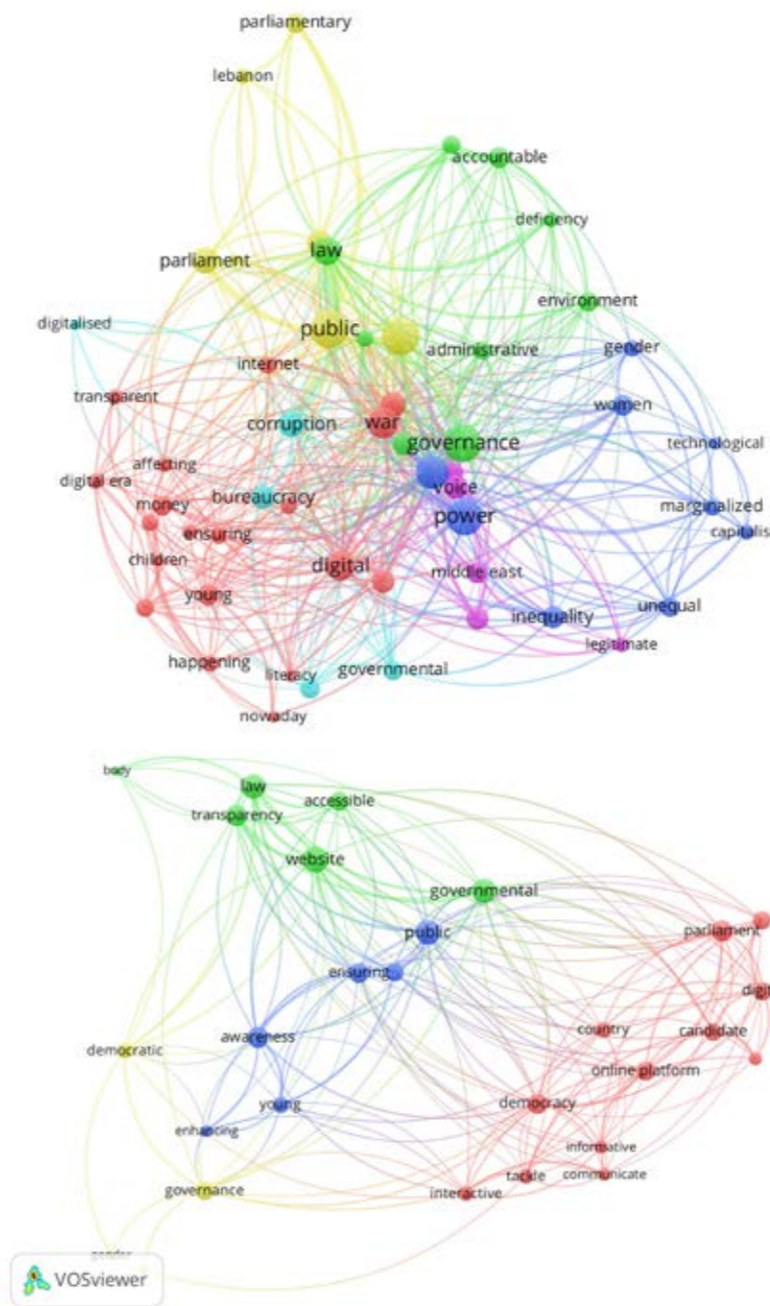 parliamentary
lebanon
accountable
deficiency
law
parliament
environment
digitalised
public
administrative
gender
internet
transparent
women
war
corruption
governance
technological
affecting
digital era
voice
bureaucracy
money
marginalized
power
capitalis
ensuring
children
digital
middle east
young
unequal
inequality
legitimate
happening
governmental
literacy
nowaday
body
law
accessible
transparency
website
governmental
public
parliament
ensuring
digit
country
candidate
awareness
democratic
online platform
democracy
young
enhancing
informative
communicate
tackle
governance
interactive
gender
VOSviewer